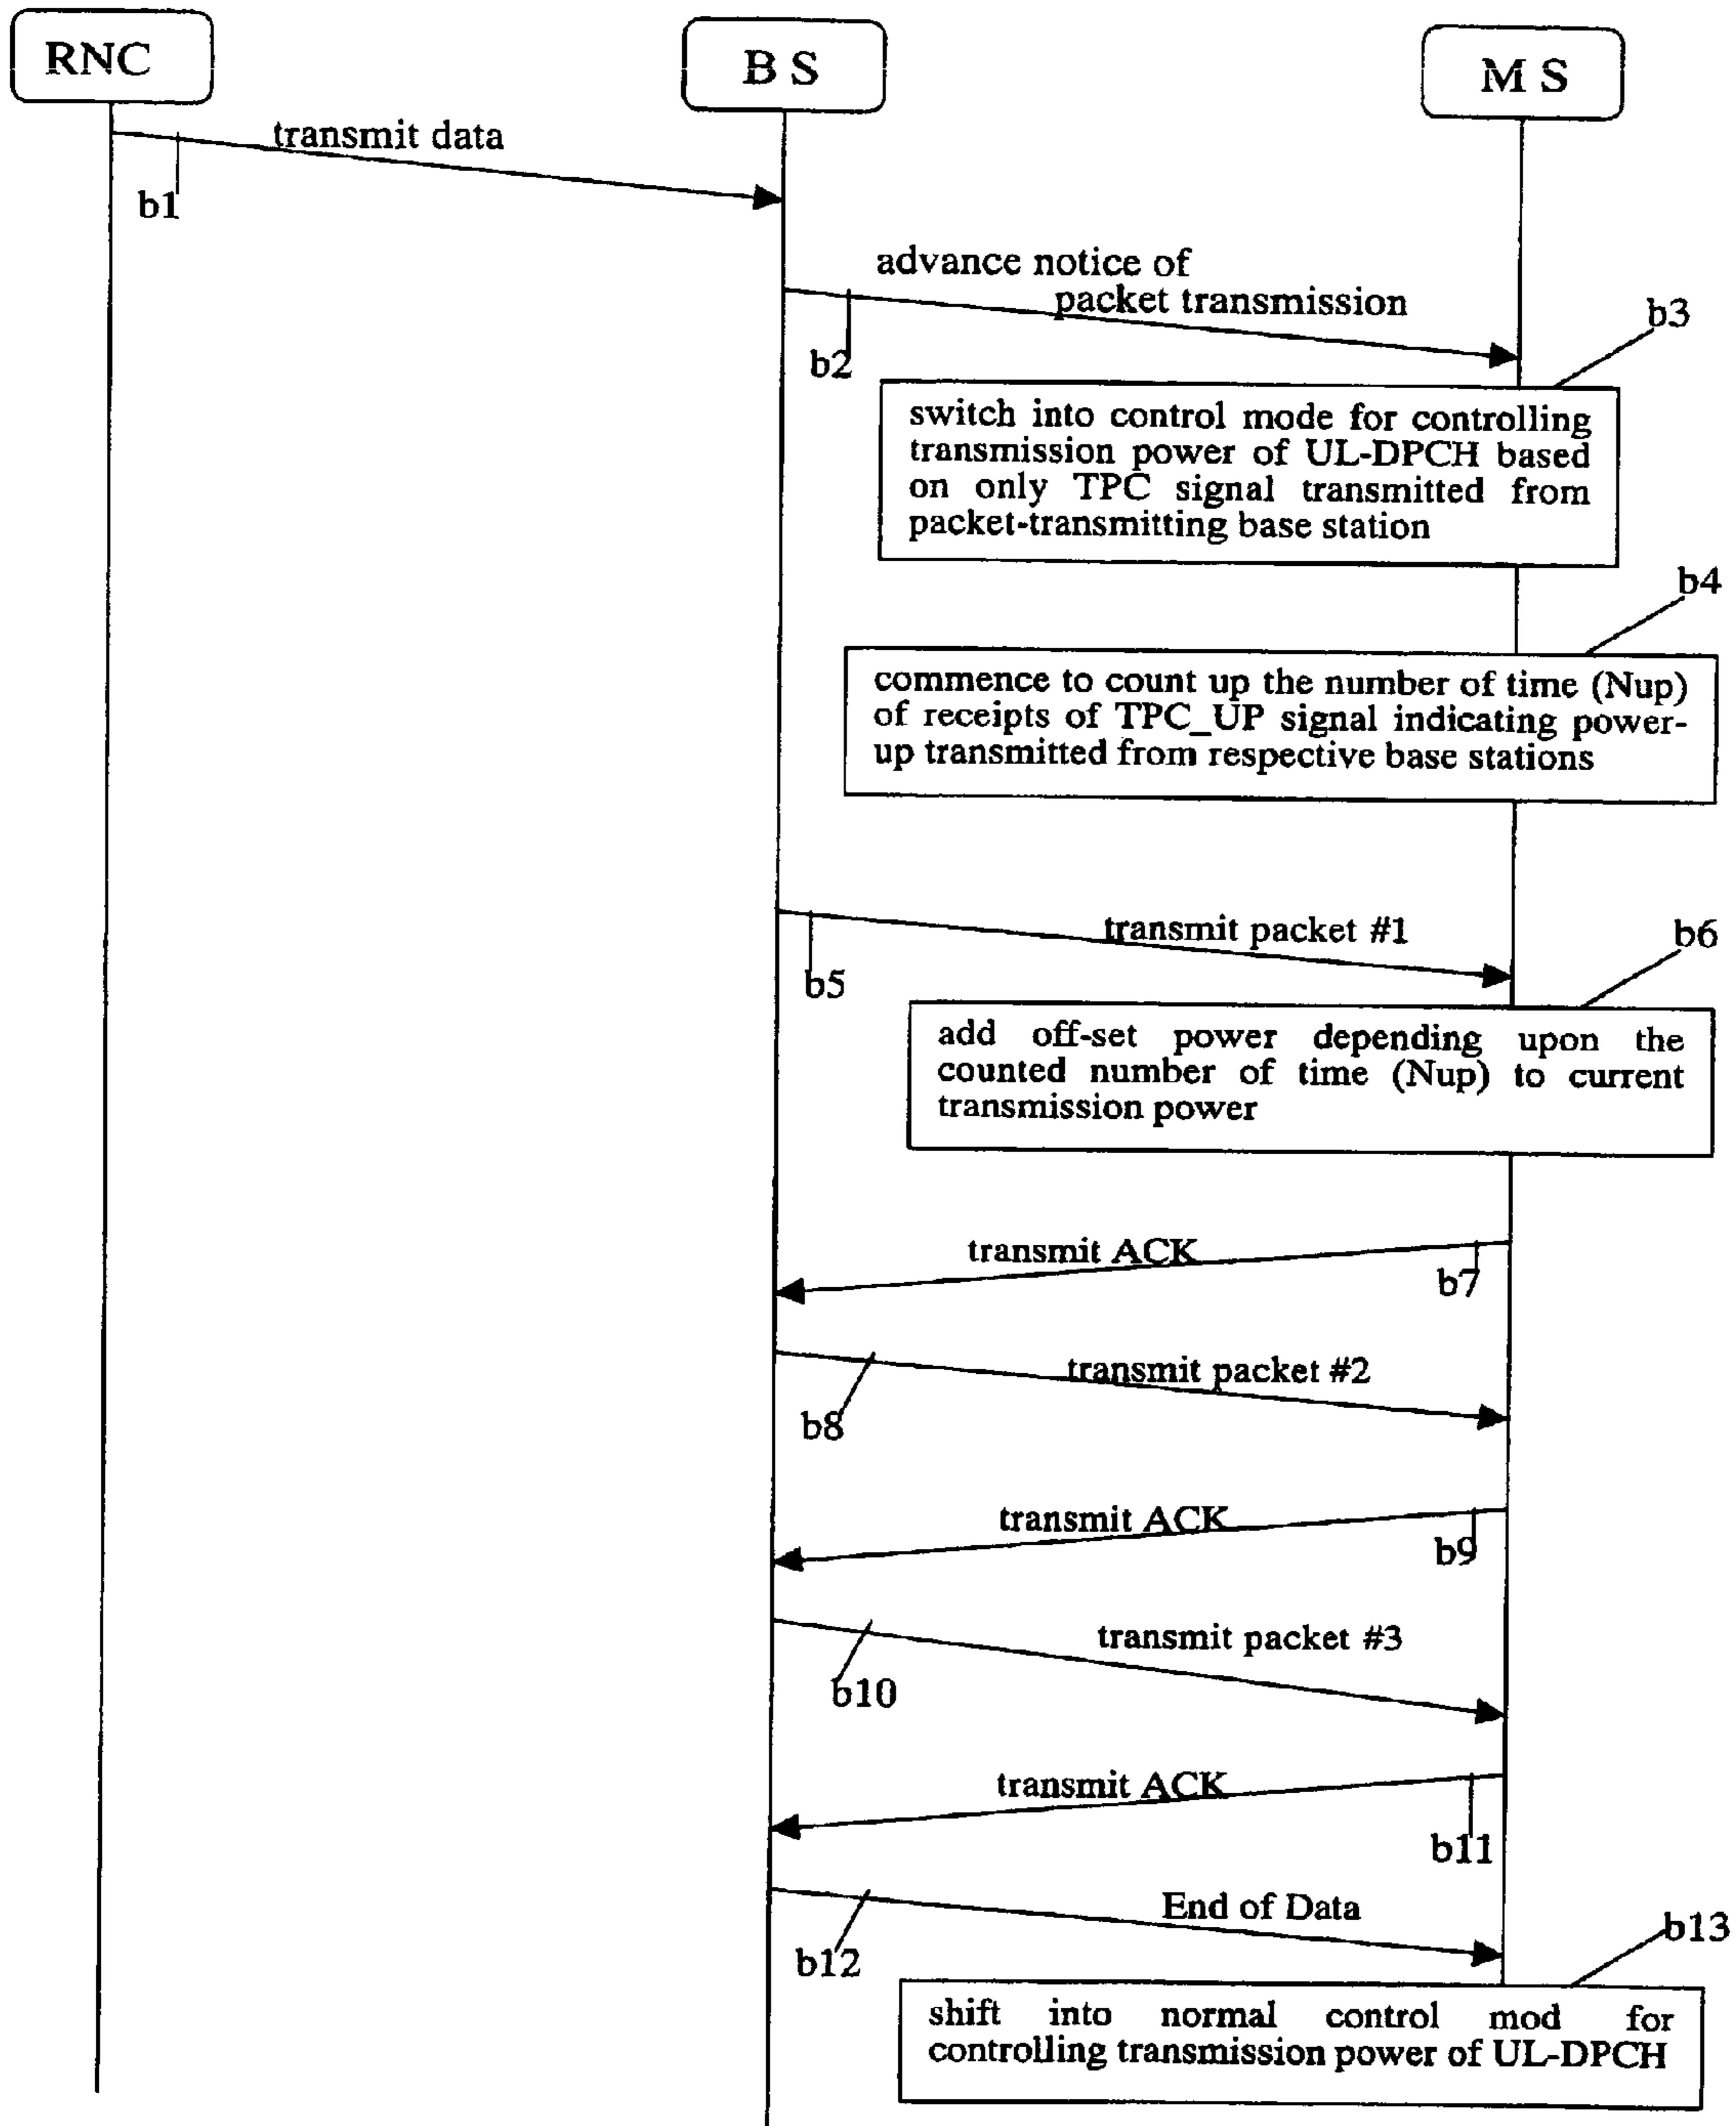 RNC
B S
M S
transmit data
b1
advance notice of
packet transmission
b2
b3
switch into control mode for controlling
transmission power of UL-DPCH based
on only TPC signal transmitted from
packet-transmitting base station
b4
commence to count up the number of time (Nup)
of receipts of TPC_UP signal indicating power-
up transmitted from respective base stations
transmit packet #1
b5
b6
add off-set power depending upon the
counted number of time (Nup) to current
transmission power
transmit ACK
b7
transmit packet #2
b8
transmit ACK
b9
transmit packet #3
b10
transmit ACK
b11
End of Data
b12
b13
shift into normal control mod for
controlling transmission power of UL-DPCH